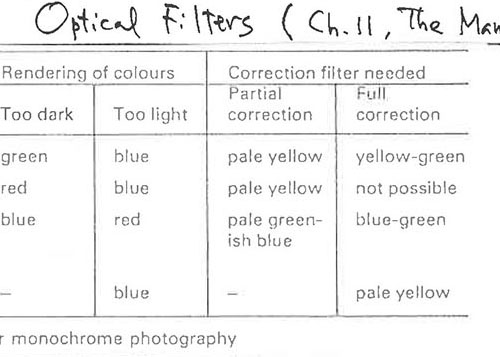 Optical Filters (Ch. 11, The Man
Rendering of colours Correction filter needed
Too dark Too light Partial correction Full correction
green blue pale yellow yellow-green
red blue pale yellow not possible
blue red pale green- blue-green
ish blue
– blue – pale yellow
r monochrome photography